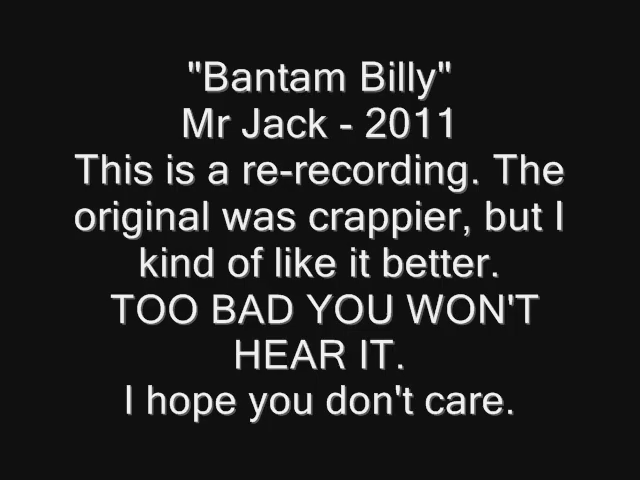 "Bantam Billy"
Mr Jack - 2011
This is a re-recording. The
original was crappier, but I
kind of like it better.
TOO BAD YOU WON'T
HEAR IT.
I hope you don't care.